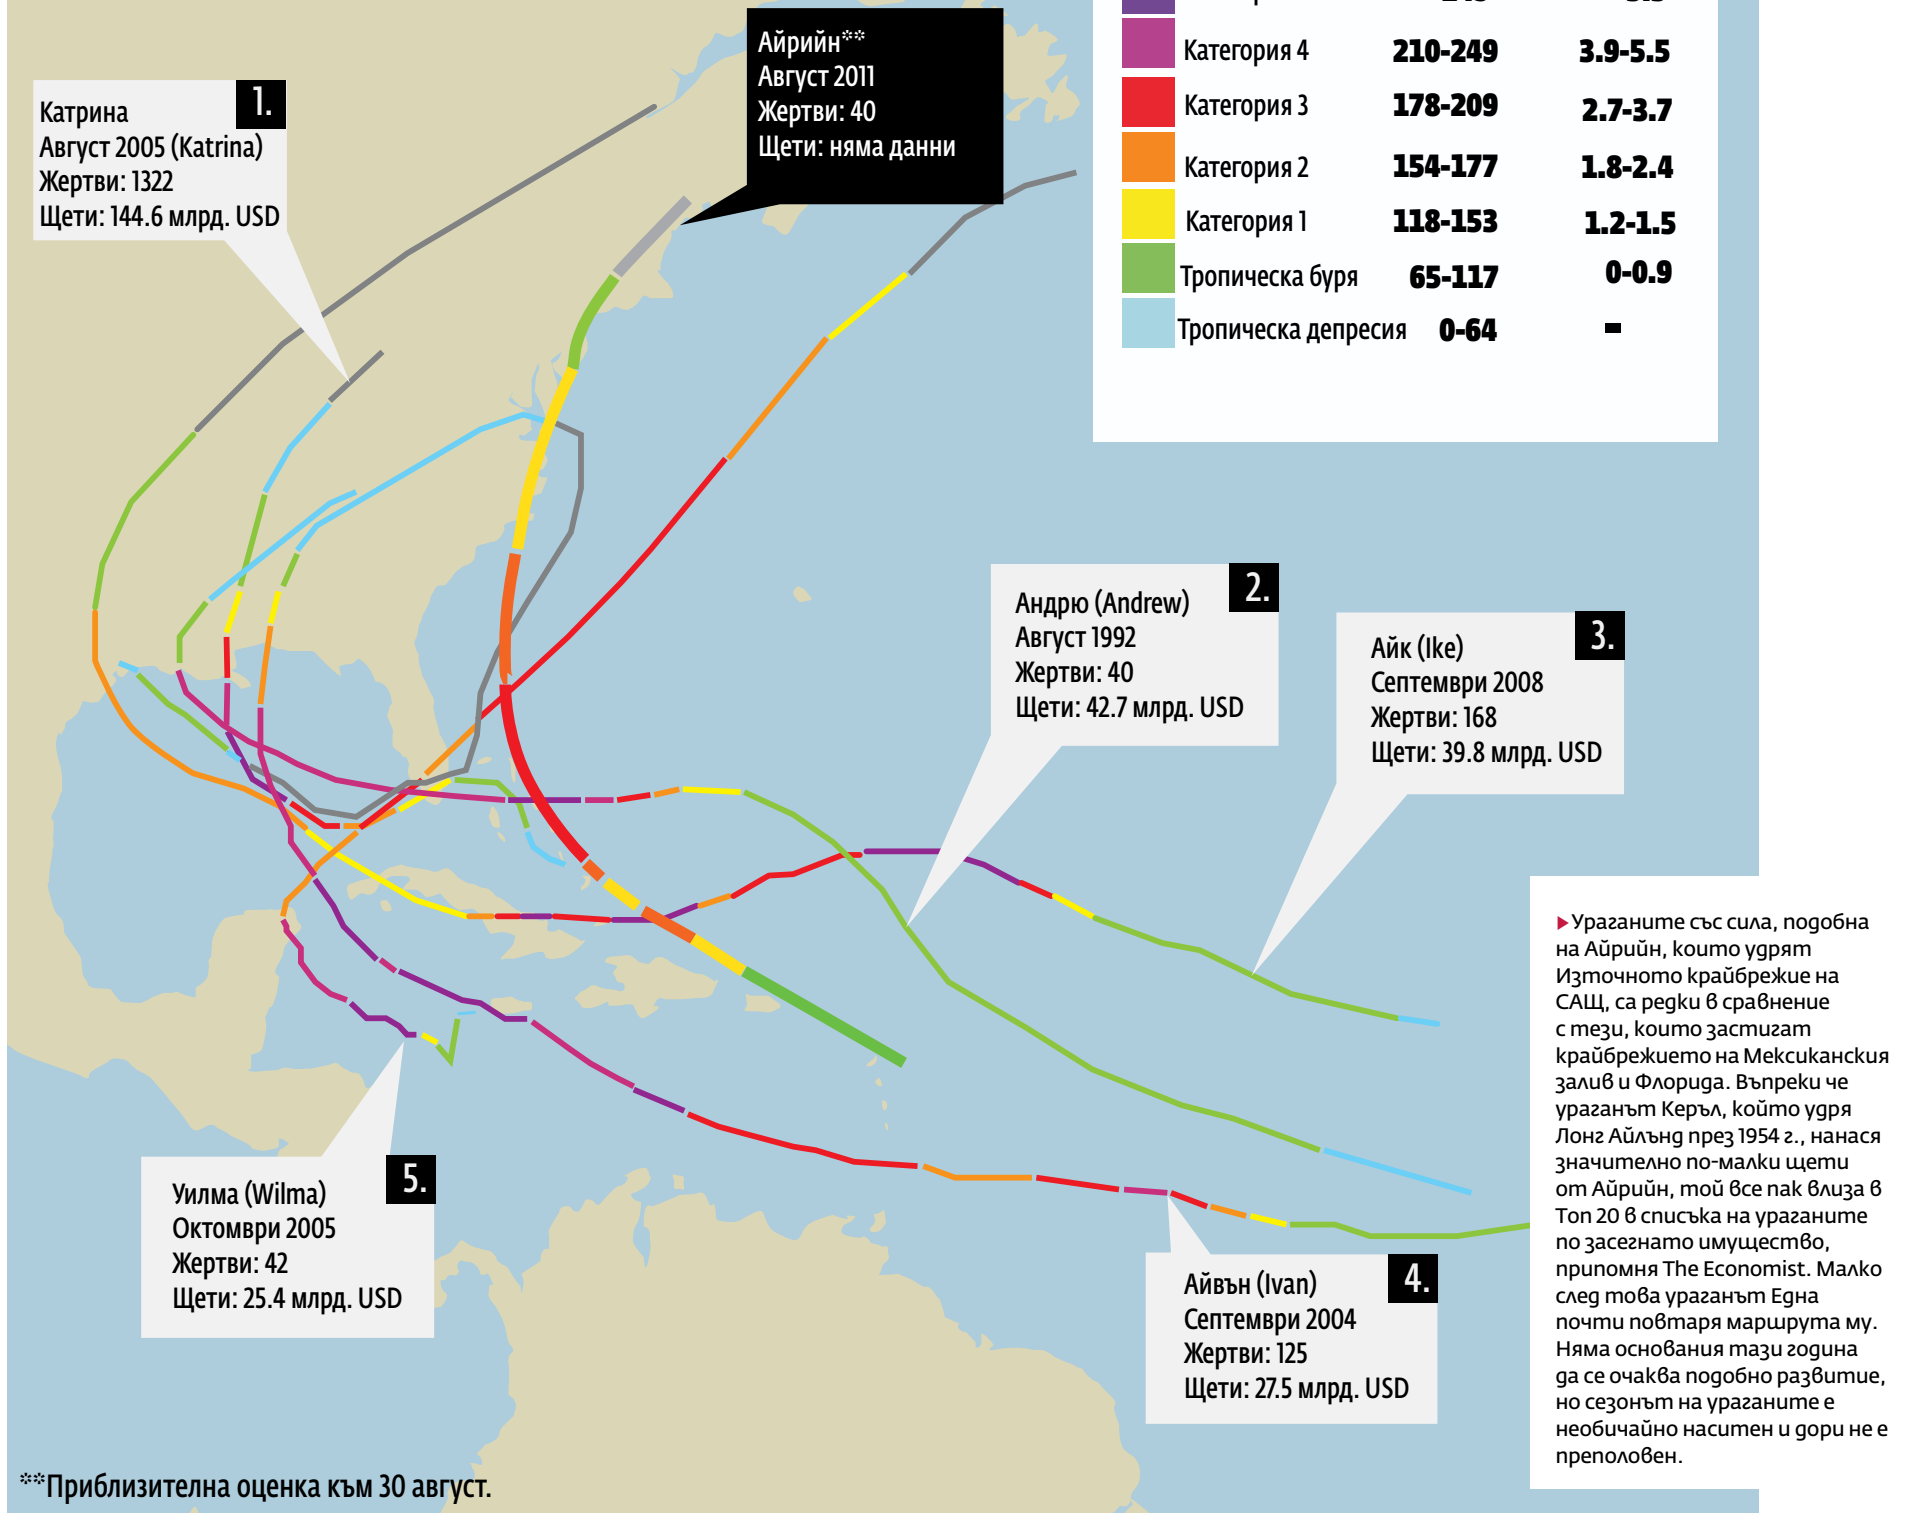 Категория 4 210-249 3.9-5.5
Категория 3 178-209 2.7-3.7
Категория 2 154-177 1.8-2.4
Категория 1 118-153 1.2-1.5
Тропическа буря 65-117 0-0.9
Тропическа депресия 0-64 -
Айрийн**
Август 2011
Жертви: 40
Щети: няма данни
1.
Катрина
Август 2005 (Katrina)
Жертви: 1322
Щети: 144.6 млрд. USD
2.
Андрю (Andrew)
Август 1992
Жертви: 40
Щети: 42.7 млрд. USD
3.
Айк (Ike)
Септември 2008
Жертви: 168
Щети: 39.8 млрд. USD
4.
Айвън (Ivan)
Септември 2004
Жертви: 125
Щети: 27.5 млрд. USD
5.
Уилма (Wilma)
Октомври 2005
Жертви: 42
Щети: 25.4 млрд. USD
▶Ураганите със сила, подобна
на Айрийн, които удрят
Източното крайбрежие на
САЩ, са редки в сравнение
с тези, които застигат
крайбрежието на Мексиканския
залив и Флорида. Въпреки че
ураганът Керъл, който удря
Лонг Айлънд през 1954 г., нанася
значително по-малки щети
от Айрийн, той все пак влиза в
Топ 20 в списъка на ураганите
по засегнато имущество,
припомня The Economist. Малко
след това ураганът Една
почти повтаря маршрута му.
Няма основания тази година
да се очаква подобно развитие,
но сезонът на ураганите е
необичайно наситен и дори не е
преполовен.
**Приблизителна оценка към 30 август.